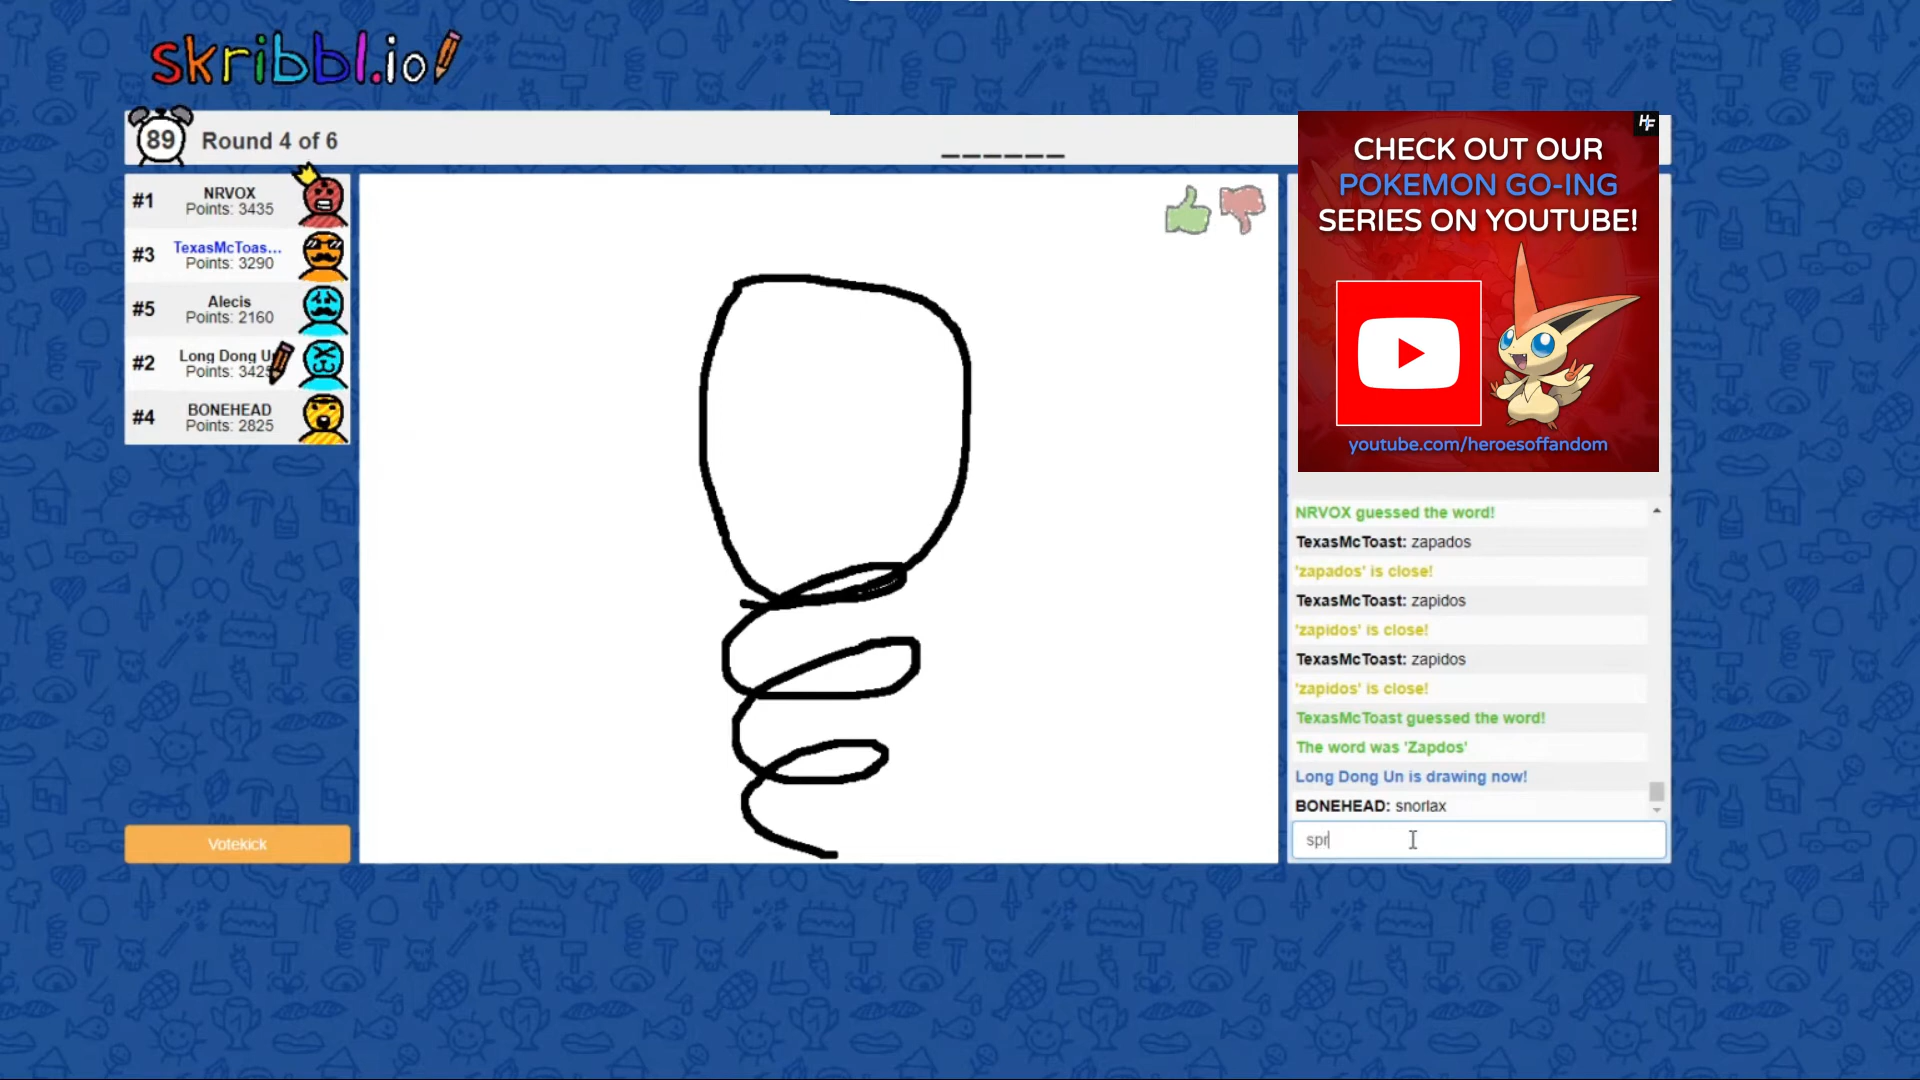 skribbl.io
89
Round 4 of 6
______
#1
NRVOX
Points: 3435
#3
TexasMcToas...
Points: 3290
#5
Alecis
Points: 2160
#2
Long Dong U
Points: 3425
#4
BONEHEAD
Points: 2825
Votekick
HF
CHECK OUT OUR
POKEMON GO-ING
SERIES ON YOUTUBE!
youtube.com/heroesoffandom
NRVOX guessed the word!
TexasMcToast: zapados
'zapados' is close!
TexasMcToast: zapidos
'zapidos' is close!
TexasMcToast: zapidos
'zapidos' is close!
TexasMcToast guessed the word!
The word was 'Zapdos'
Long Dong Un is drawing now!
BONEHEAD: snorlax
spr